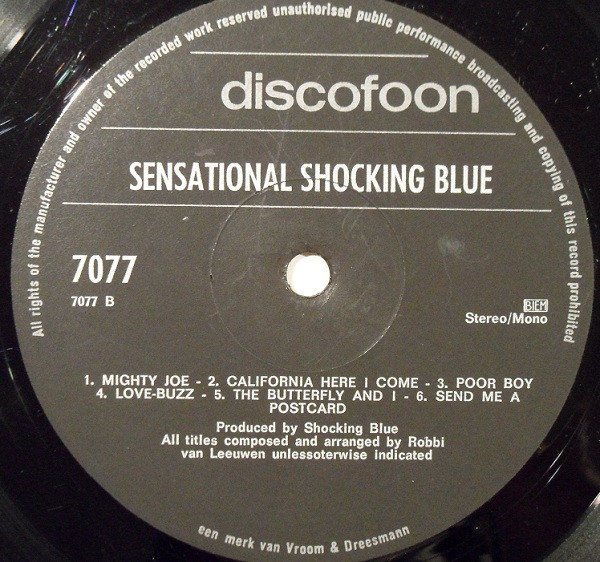 All rights of the manufacturer and owner of the recorded work reserved unauthorised public performance broadcasting and copying of this record prohibited
discofoon
SENSATIONAL SHOCKING BLUE
7077
7077 B
BIEM
Stereo/Mono
1. MIGHTY JOE - 2. CALIFORNIA HERE I COME - 3. POOR BOY
4. LOVE-BUZZ - 5. THE BUTTERFLY AND I - 6. SEND ME A
POSTCARD
Produced by Shocking Blue
All titles composed and arranged by Robbi
van Leeuwen unlessoterwise indicated
een merk van Vroom & Dreesmann